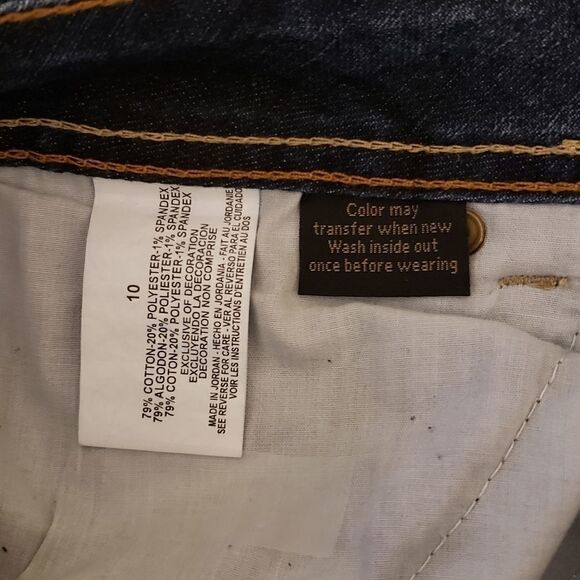 10
79% COTTON-20% POLYESTER-1% SPANDEX
79% ALGODON-20% POLIESTER-1% SPANDEX
79% COTON-20% POLYESTER-1% SPANDEX
EXCLUSIVE OF DECORATION
EXCLUYENDO LA DECORACIÓN
DECORATION NON COMPRISE
MADE IN JORDAN - HECHO EN JORDANIA - FAIT AU JORDANIE
SEE REVERSE FOR CARE - VER AL REVERSO PARA EL CUIDADO
VOIR LES INSTRUCTIONS D'ENTRETIEN AU DOS
Color may
transfer when new
Wash inside out
once before wearing